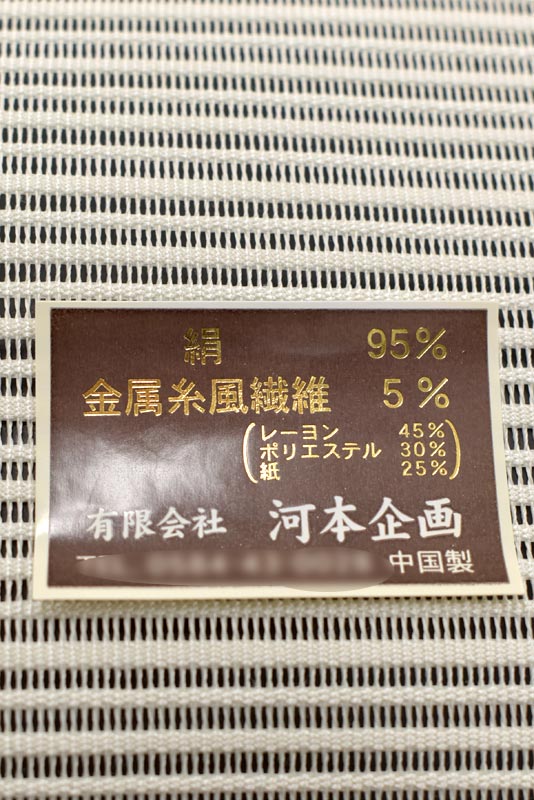 絹 95%
金属糸風繊維 5%
(レーヨン 45%
ポリエステル 30%
紙 25%)
有限会社 河本企画
中国製